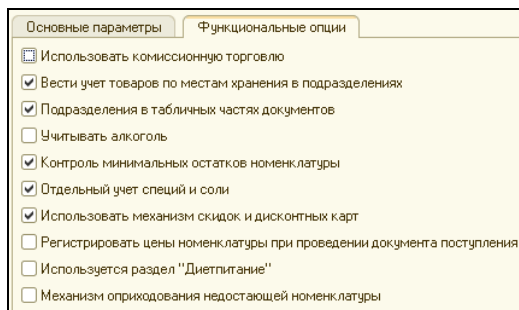 Основные параметры Функциональные опции
Использовать комиссионную торговлю
Вести учет товаров по местам хранения в подразделениях
Подразделения в табличных частях документов
Учитывать алкоголь
Контроль минимальных остатков номенклатуры
Отдельный учет специй и соли
Использовать механизм скидок и дисконтных карт
Регистрировать цены номенклатуры при проведении документа поступления
Используется раздел "Диетпитание"
Механизм оприходования недостающей номенклатуры